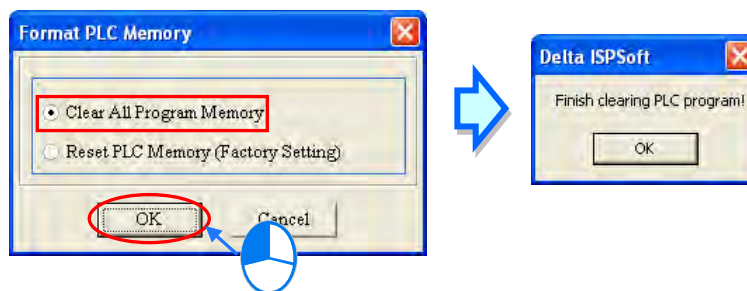 Format PLC Memory
Clear All Program Memory
Reset PLC Memory (Factory Setting)
OK
Cancel
Delta ISPSoft
Finish clearing PLC program!
OK